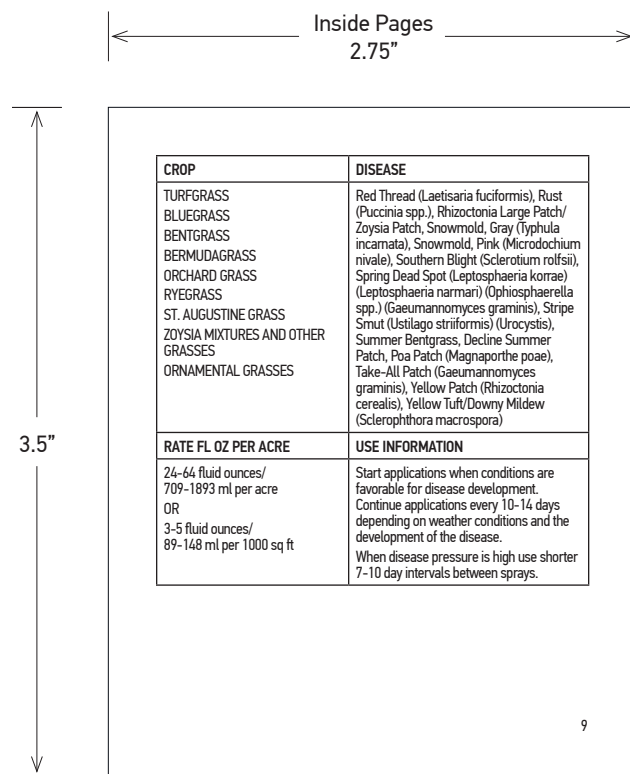 Inside Pages
2.75”
3.5”
CROP
TURFGRASS
BLUEGRASS
BENTGRASS
BERMUDAGRASS
ORCHARD GRASS
RYEGRASS
ST. AUGUSTINE GRASS
ZOYSIA MIXTURES AND OTHER
GRASSES
ORNAMENTAL GRASSES
DISEASE
Red Thread (Laetisaria fuciformis), Rust
(Puccinia spp.), Rhizoctonia Large Patch/
Zoysia Patch, Snowmold, Gray (Typhula
incarnata), Snowmold, Pink (Microdochium
nivale), Southern Blight (Sclerotium rolfsii),
Spring Dead Spot (Leptosphaeria korrae)
(Leptosphaeria narmari) (Ophiosphaerella
spp.) (Gaeumannomyces graminis), Stripe
Smut (Ustilago striiformis) (Urocystis),
Summer Bentgrass, Decline Summer
Patch, Poa Patch (Magnaporthe poae),
Take-All Patch (Gaeumannomyces
graminis), Yellow Patch (Rhizoctonia
cerealis), Yellow Tuft/Downy Mildew
(Sclerophthora macrospora)
RATE FL OZ PER ACRE
24-64 fluid ounces/
709-1893 ml per acre
OR
3-5 fluid ounces/
89-148 ml per 1000 sq ft
USE INFORMATION
Start applications when conditions are
favorable for disease development.
Continue applications every 10-14 days
depending on weather conditions and the
development of the disease.
When disease pressure is high use shorter
7-10 day intervals between sprays.
9